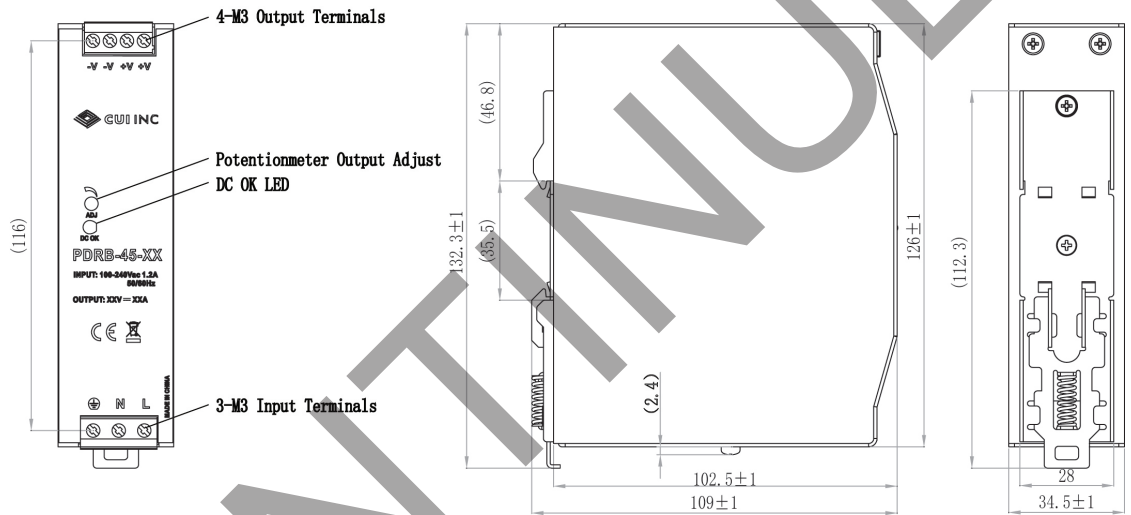 4-M3 Output Terminals
-V -V +V +V
CUI INC
Potentionmeter Output Adjust
DC OK LED
ADJ
DC OK
PDRB-45-XX
INPUT: 100-240Vac 1.2A
50/60Hz
OUTPUT: XXV ⎓ XXA
CE
MADE IN CHINA
N L
3-M3 Input Terminals
(116)
132.3±1
(46.8)
(35.5)
(2.4)
126±1
102.5±1
109±1
(112.3)
28
34.5±1